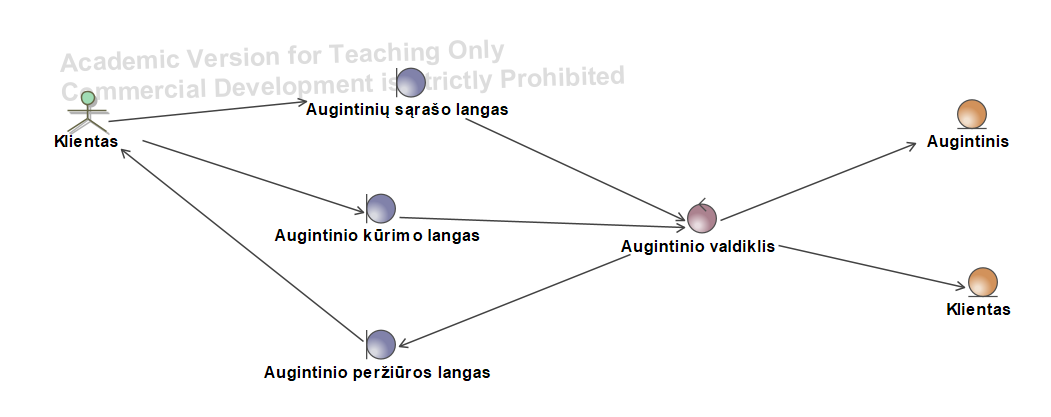 Academic Version for Teaching Only
Commercial Development is Strictly Prohibited
Augintinių sąrašo langas
Klientas
Augintinis
Augintinio kūrimo langas
Augintinio valdiklis
Klientas
Augintinio peržiūros langas